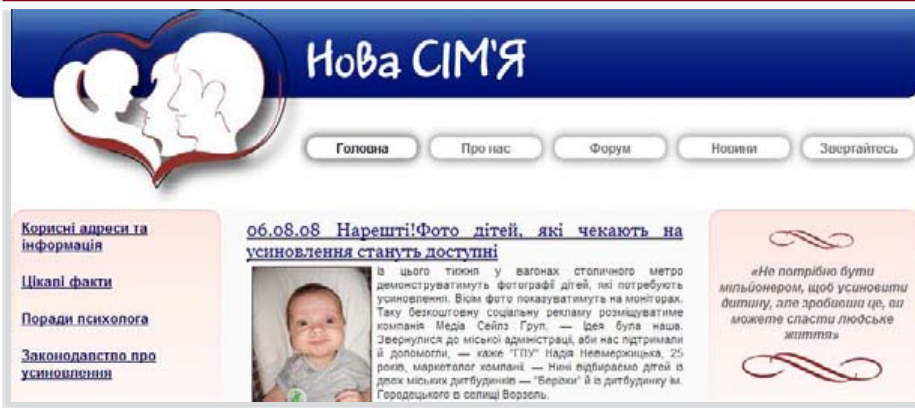 Нова СІМ'Я
Головна
Про нас
Форум
Новини
Звертайтесь
Корисні адреси та
інформація
Цікаві факти
Поради психолога
Законодавство про
усиновлення
06.08.08 Нарешті!Фото дітей, які чекають на
усиновлення стануть доступні
Із цього тижня у вагонах столичного метро
демонструватимуть фотографії дітей, які потребують
усиновлення. Вісім фото показуватимуть на моніторах.
Таку безкоштовну соціальну рекламу розміщуватиме
компанія Медіа Сейлз Груп. — Ідея була наша.
Звернулися до міської адміністрації, аби нас підтримали
й допомогли, — каже "ГПУ" Надія Невмержицька, 25
років, маркетолог компанії. — Нині відбираємо дітей із
двох міських дитбудинків — "Берізки" й із дитбудинку ім.
Городецького в селищі Ворзель.
«Не потрібно бути
мільйонером, щоб усиновити
дитину, але зробивши це, ви
можете спасти людське
життя»